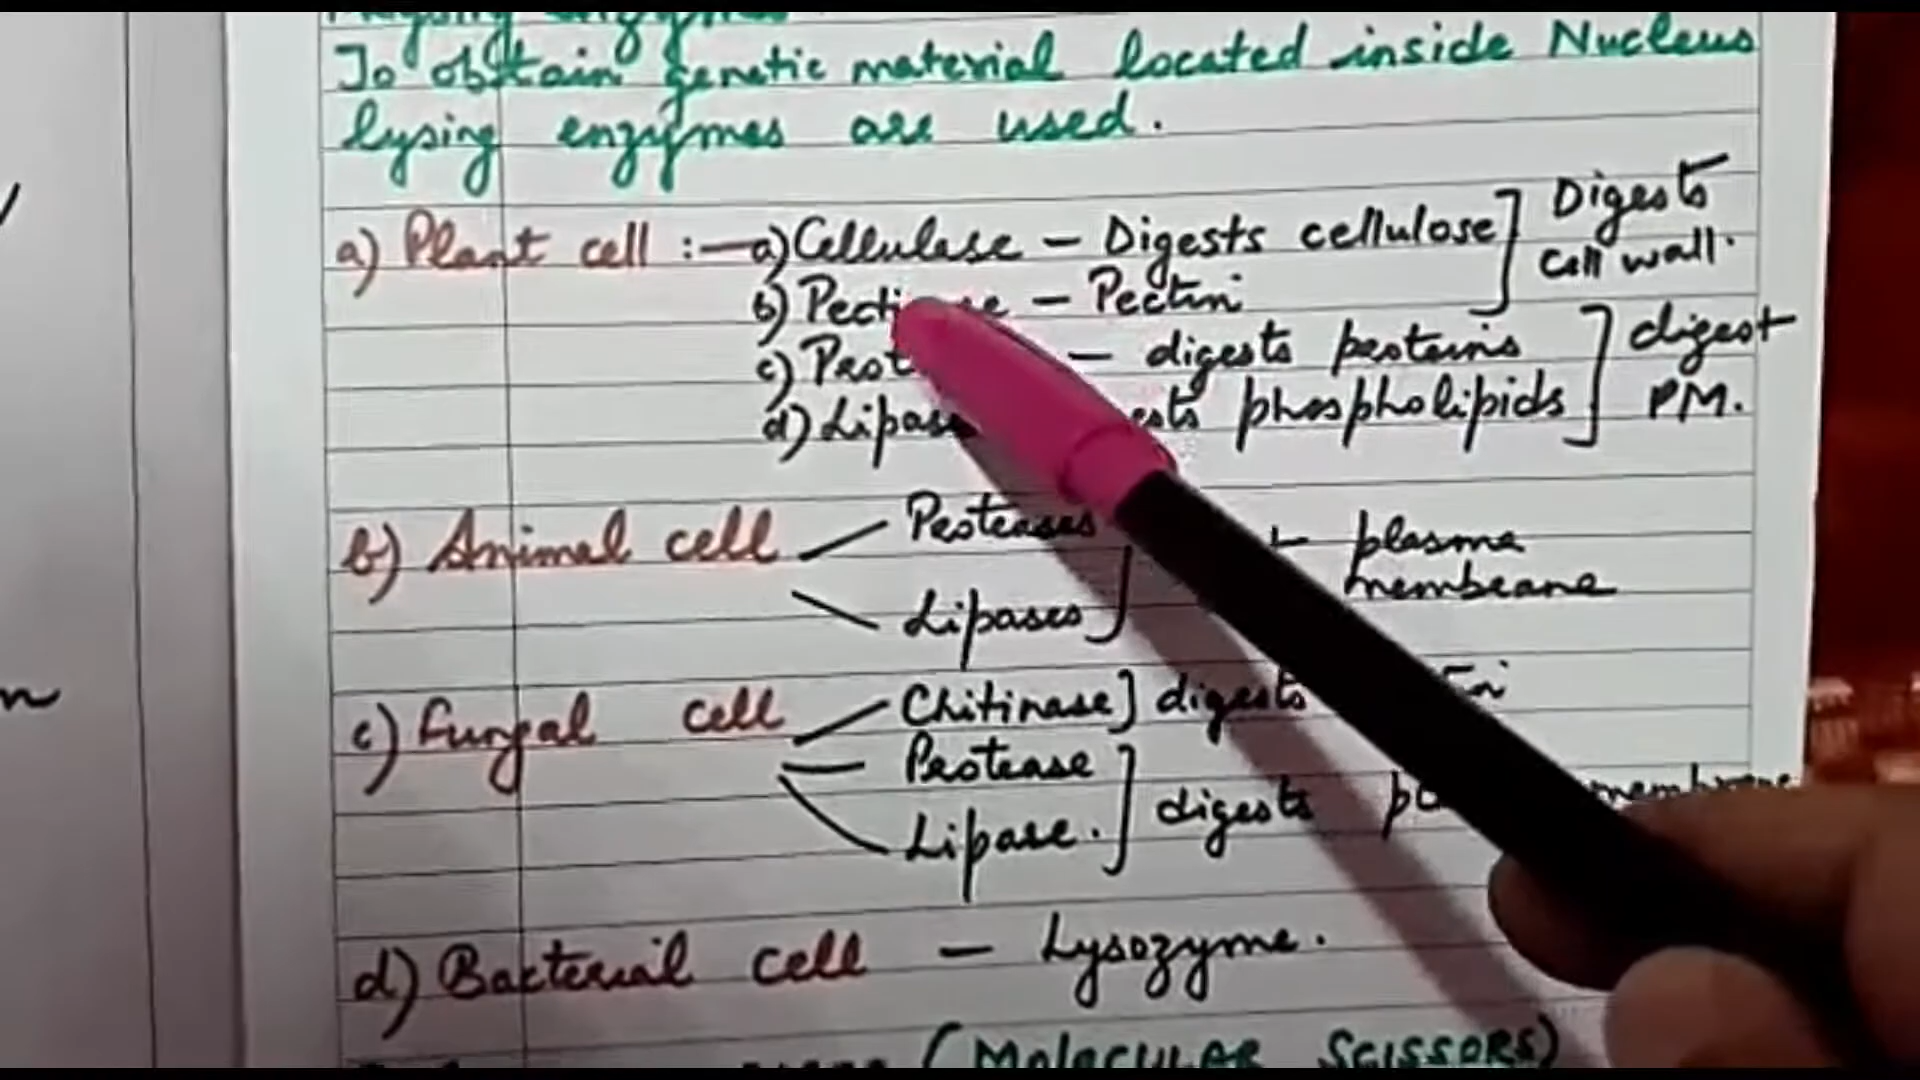 To obtain genetic material located inside Nucleus
lysing enzymes are used.
a) Plant cell :— a) Cellulase — Digests cellulose ] Digests cell wall.
b) — Pectin
c) — digests proteins ] digest PM.
d) phospholipids
b) Animal cell Proteases plasma membrane
Lipases
c) Fungal cell Chitinase ] digests
Protease ] digests membrane
Lipase.
d) Bacterial cell — Lysozyme.
(MOLECULAR SCISSORS)